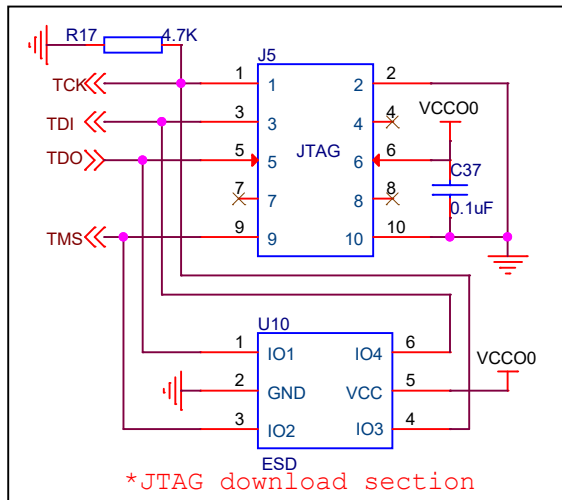 R17 4.7K
J5
TCK 1 1 2 2
VCCO0
TDI 3 3 4 4
TDO 5 5 JTAG 6 6
C37
7 7 8 8
0.1uF
TMS 9 9 10 10
U10
1 IO1 IO4 6
VCCO0
2 GND VCC 5
3 IO2 IO3 4
ESD
*JTAG download section